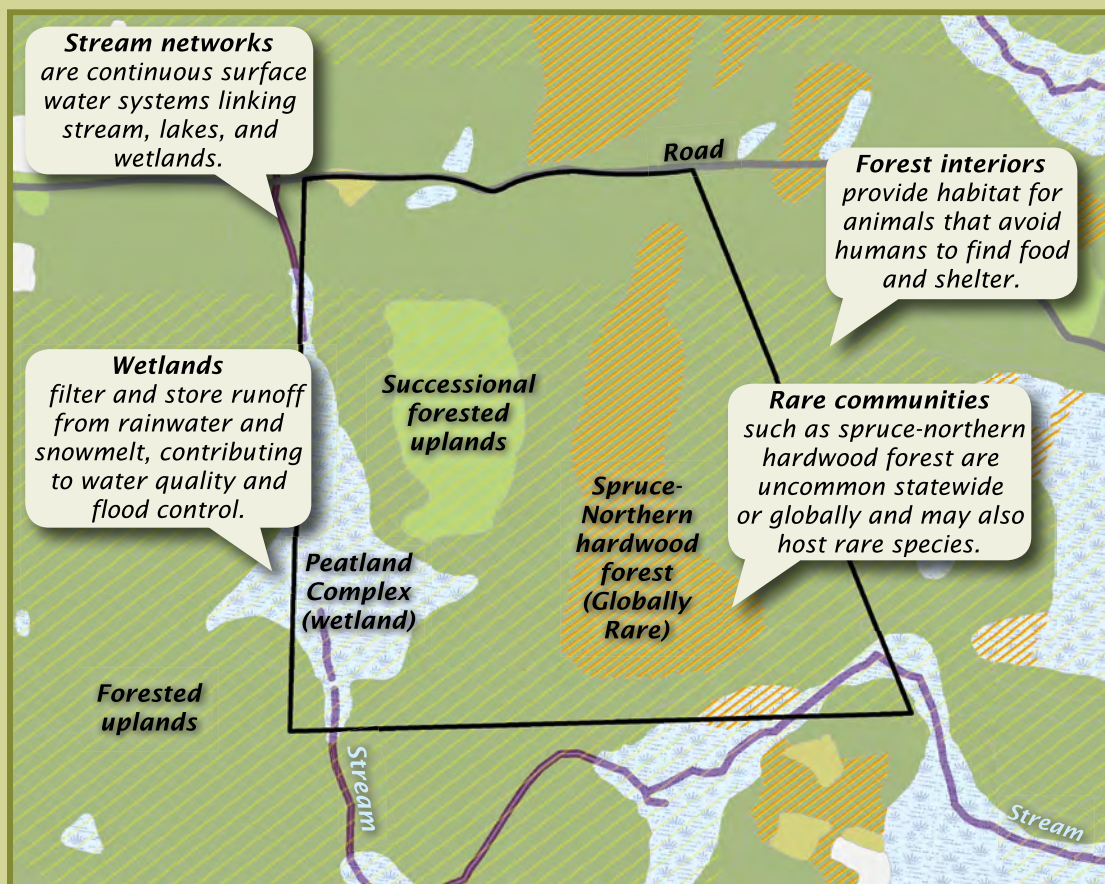 Stream networks
are continuous surface
water systems linking
stream, lakes, and
wetlands.
Road
Forest interiors
provide habitat for
animals that avoid
humans to find food
and shelter.
Wetlands
filter and store runoff
from rainwater and
snowmelt, contributing
to water quality and
flood control.
Successional
forested
uplands
Rare communities
such as spruce-northern
hardwood forest are
uncommon statewide
or globally and may also
host rare species.
Spruce-
Northern
hardwood
forest
(Globally
Rare)
Peatland
Complex
(wetland)
Forested
uplands
Stream
Stream